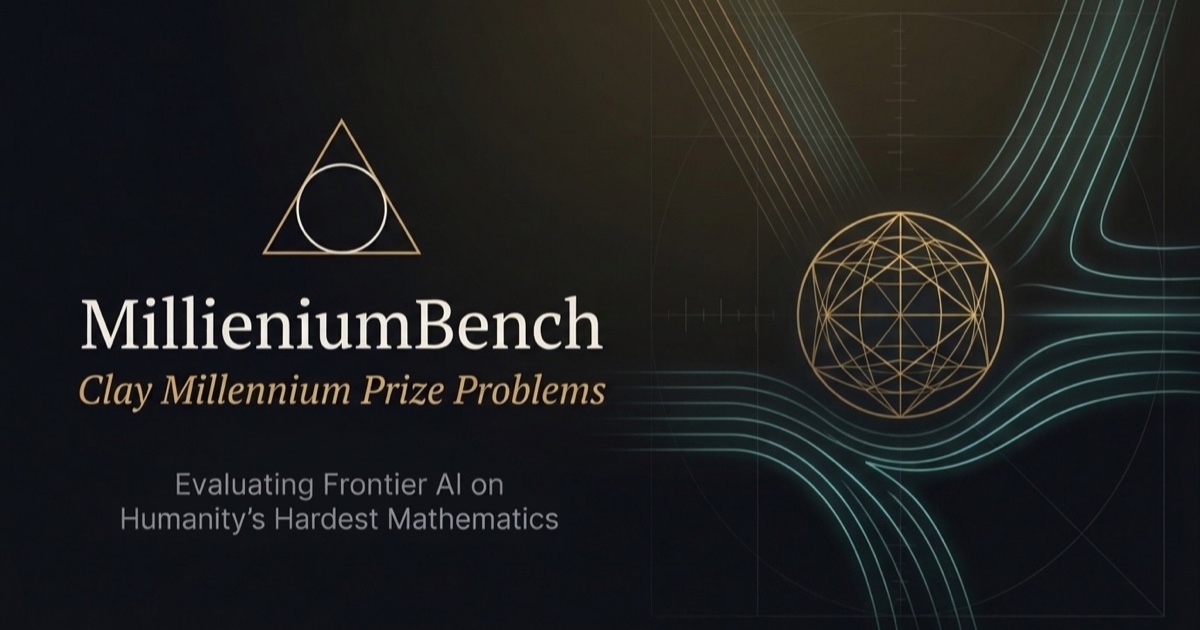 MillieniumBench
Clay Millennium Prize Problems
Evaluating Frontier AI on
Humanity's Hardest Mathematics